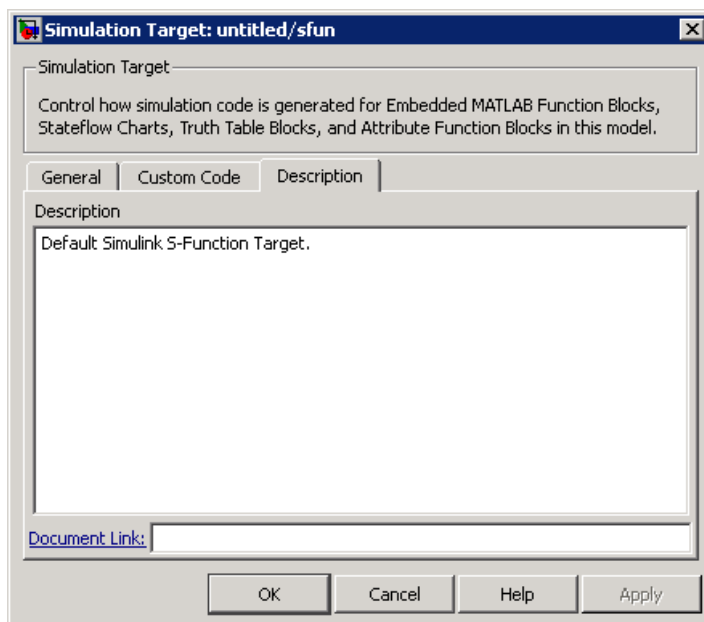 Simulation Target: untitled/sfun
Simulation Target
Control how simulation code is generated for Embedded MATLAB Function Blocks,
Stateflow Charts, Truth Table Blocks, and Attribute Function Blocks in this model.
General Custom Code Description
Description
Default Simulink S-Function Target.
Document Link:
OK Cancel Help Apply